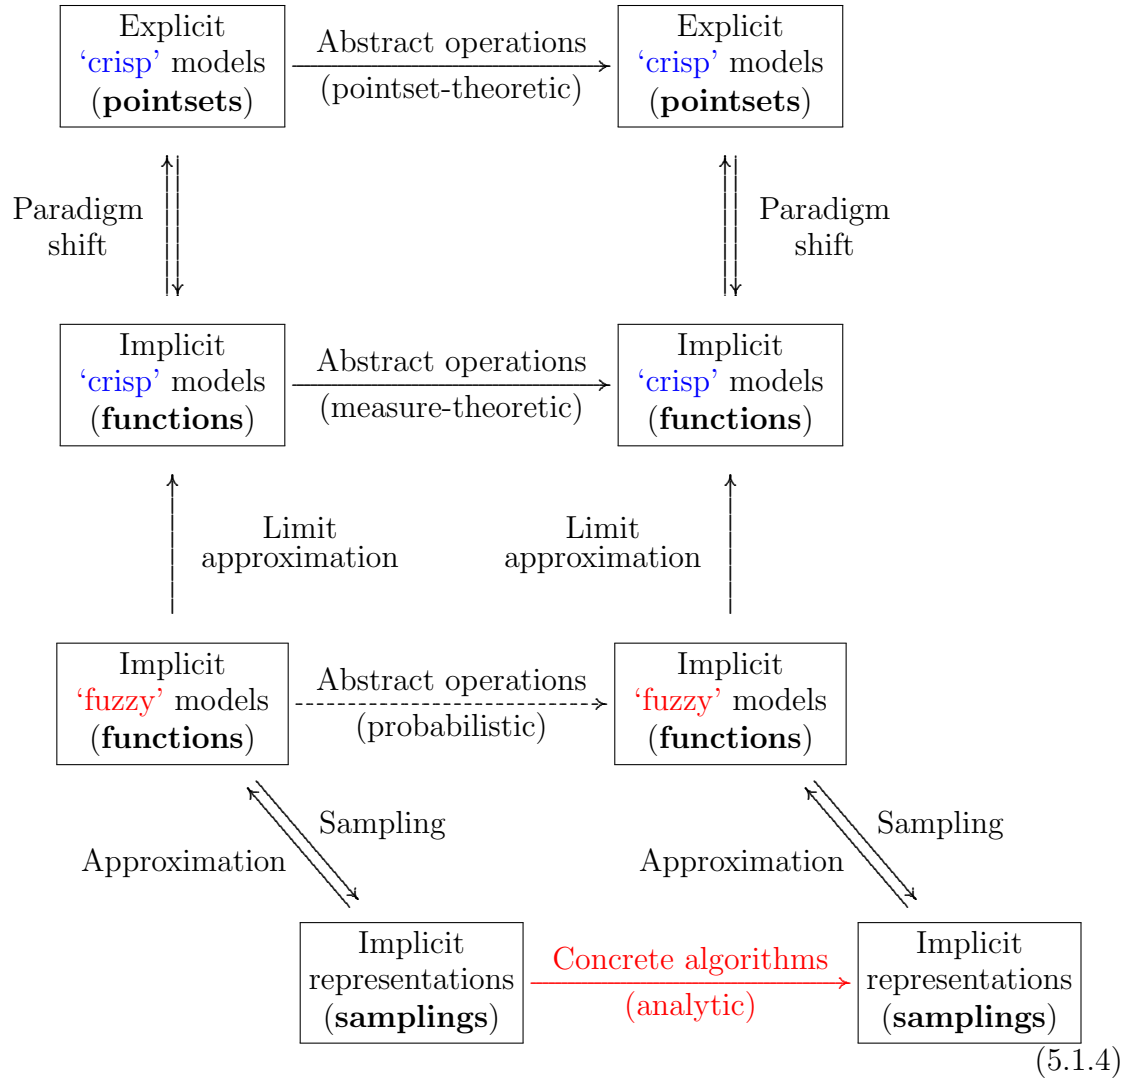 Explicit
‘crisp’ models
(pointsets)
Abstract operations
(pointset-theoretic)
Explicit
‘crisp’ models
(pointsets)
Paradigm
shift
Paradigm
shift
Implicit
‘crisp’ models
(functions)
Abstract operations
(measure-theoretic)
Implicit
‘crisp’ models
(functions)
Limit
approximation
Limit
approximation
Implicit
‘fuzzy’ models
(functions)
Abstract operations
(probabilistic)
Implicit
‘fuzzy’ models
(functions)
Sampling
Approximation
Sampling
Approximation
Implicit
representations
(samplings)
Concrete algorithms
(analytic)
Implicit
representations
(samplings)
(5.1.4)